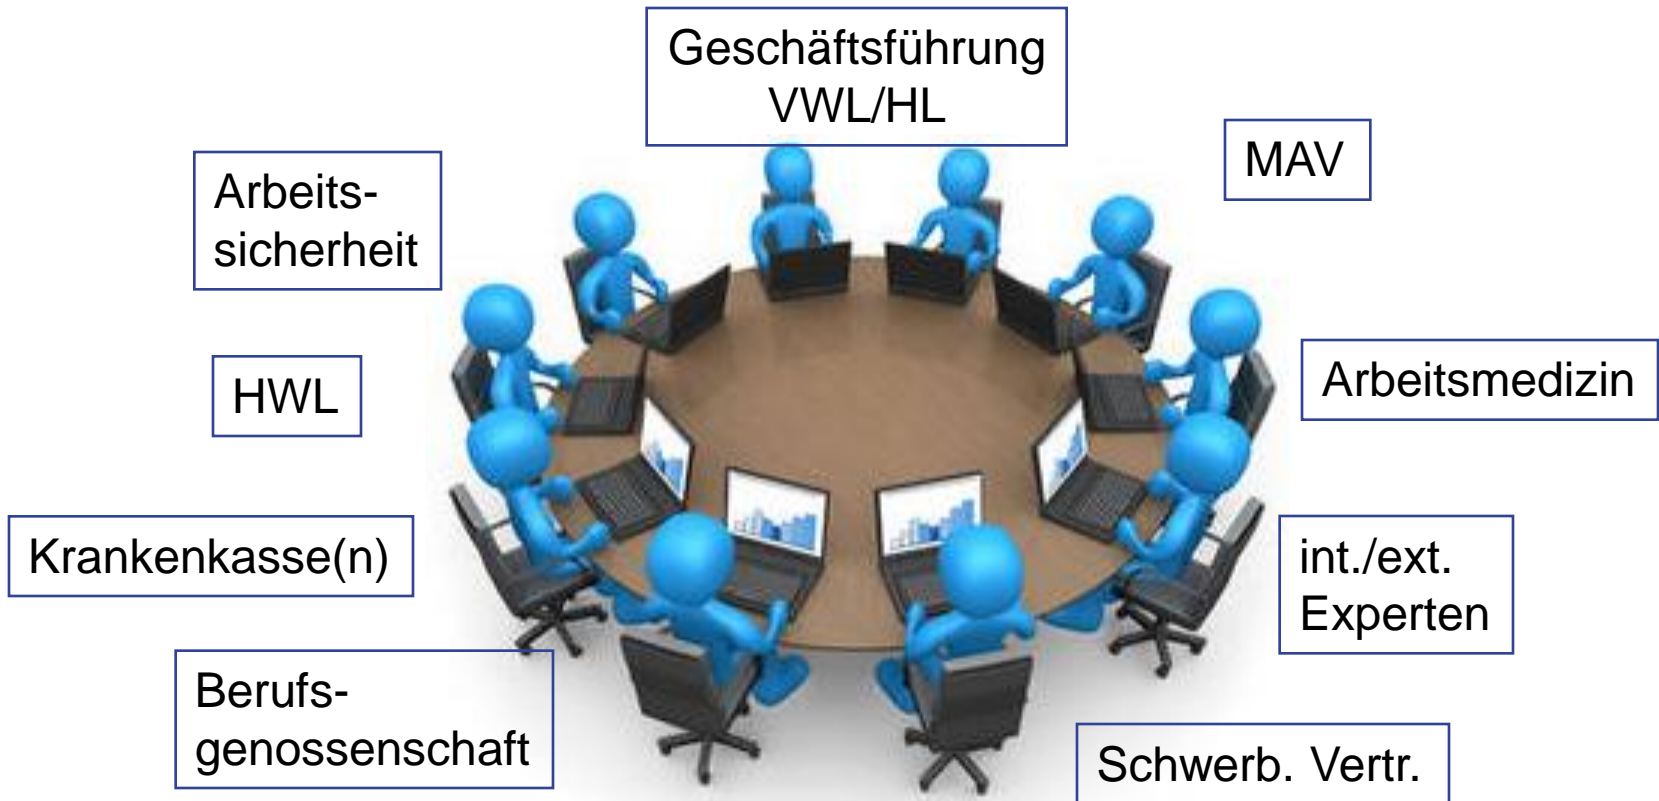 Geschäftsführung
VWL/HL
MAV
Arbeits-
sicherheit
HWL
Arbeitsmedizin
Krankenkasse(n)
int./ext.
Experten
Berufs-
genossenschaft
Schwerb. Vertr.